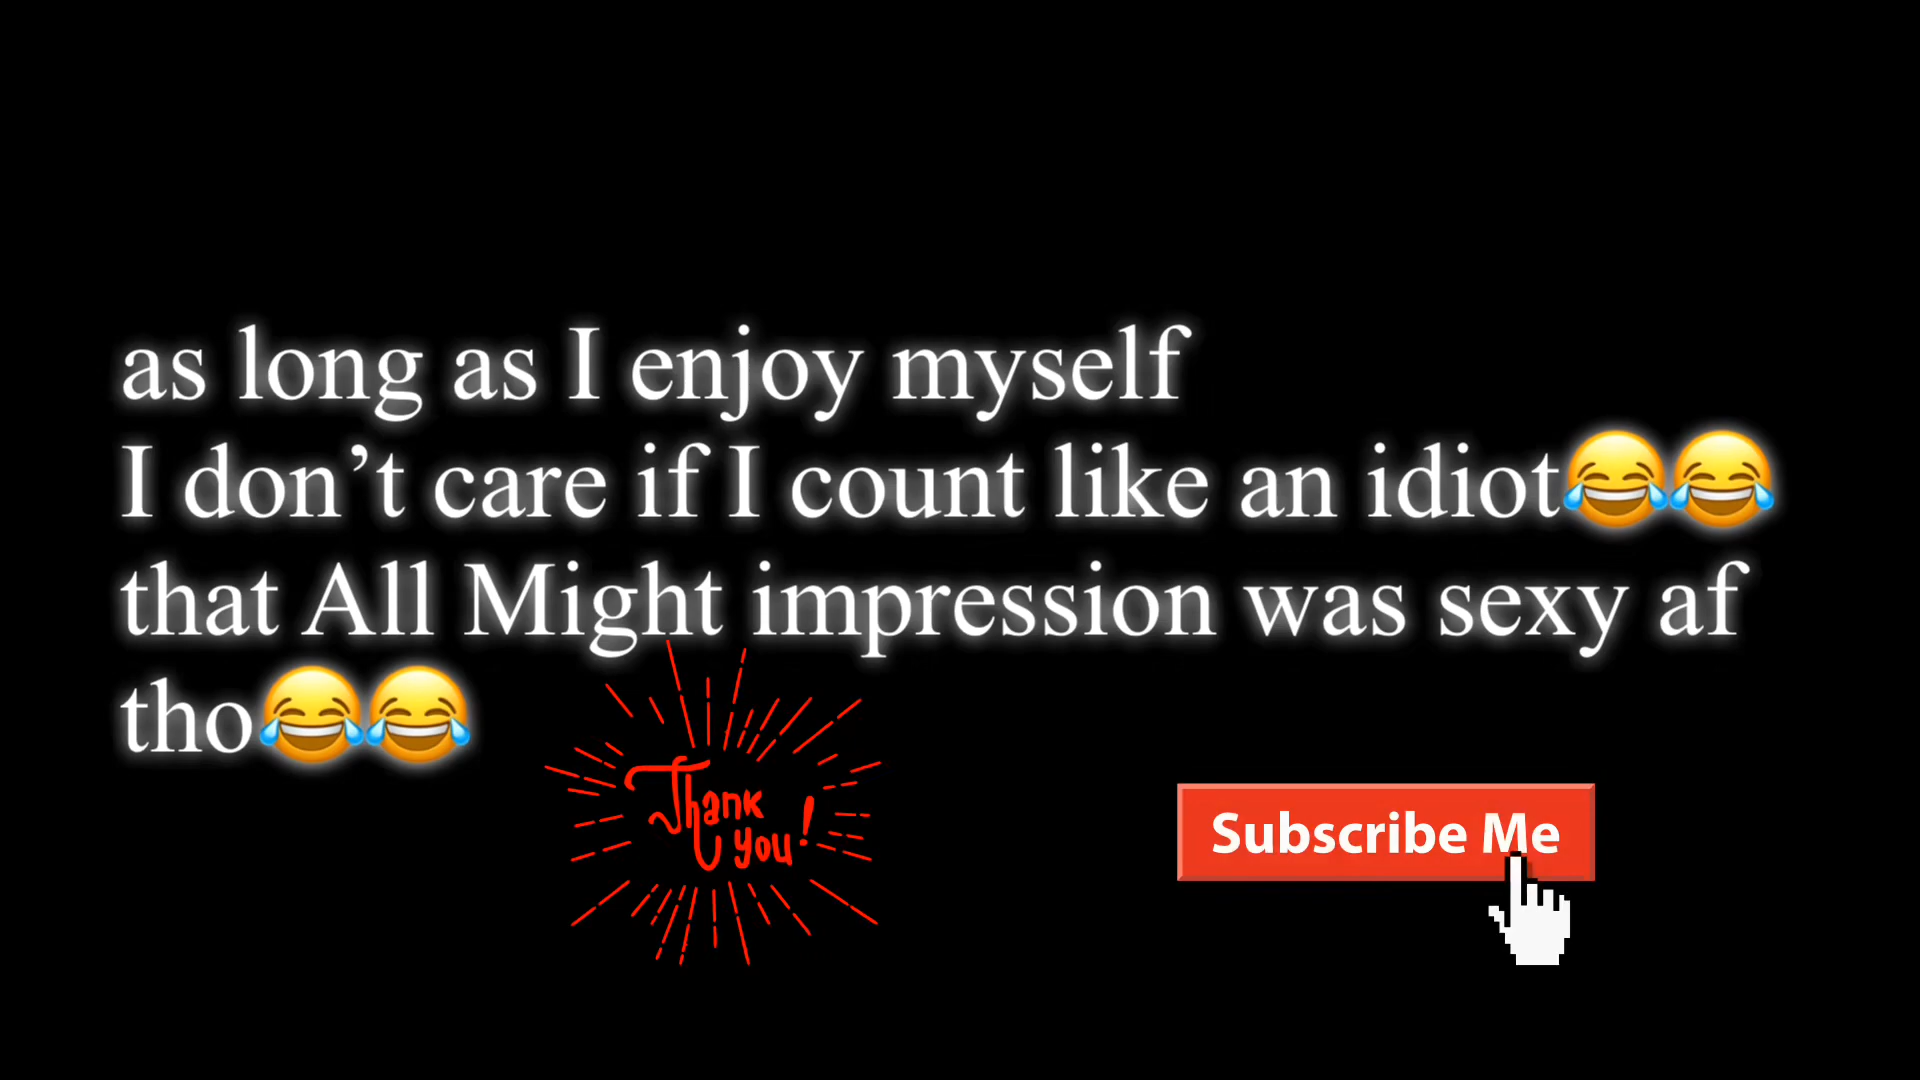 as long as I enjoy myself
I don’t care if I count like an idiot😂😂
that All Might impression was sexy af
tho😂😂
Thank
you!
Subscribe Me